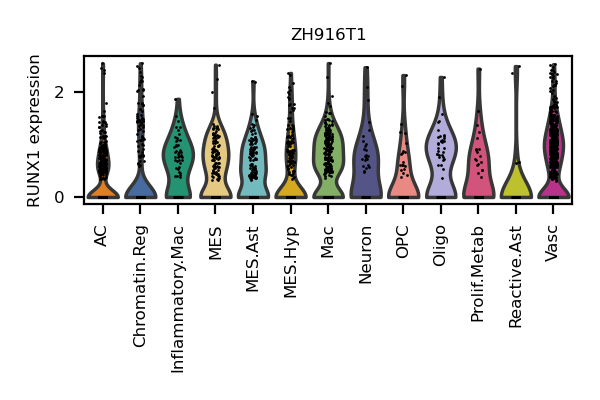 ZH916T1
RUNX1 expression
2
0
AC
Chromatin.Reg
Inflammatory.Mac
MES
MES.Ast
MES.Hyp
Mac
Neuron
OPC
Oligo
Prolif.Metab
Reactive.Ast
Vasc